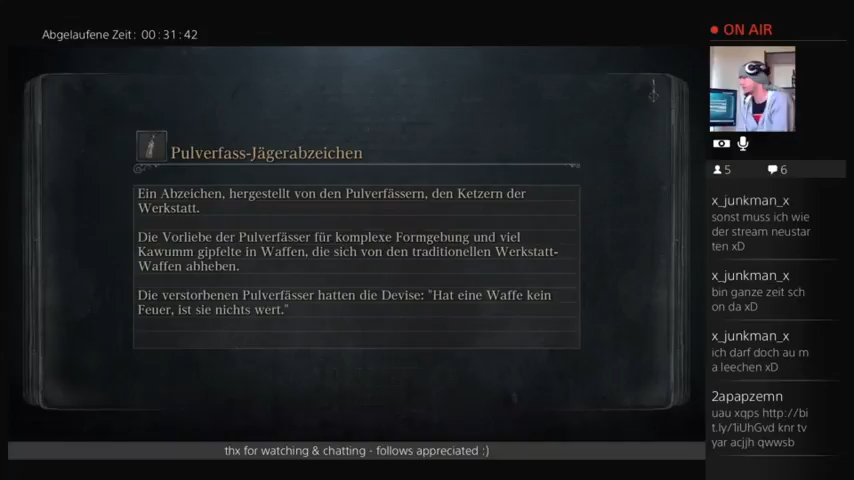 Abgelaufene Zeit: 00:31:42
ON AIR
Pulverfass-Jägerabzeichen
Ein Abzeichen, hergestellt von den Pulverfässern, den Ketzern der
Werkstatt.
Die Vorliebe der Pulverfässer für komplexe Formgebung und viel
Kawumm gipfelte in Waffen, die sich von den traditionellen Werkstatt-
Waffen abheben.
Die verstorbenen Pulverfässer hatten die Devise: "Hat eine Waffe kein
Feuer, ist sie nichts wert."
thx for watching & chatting - follows appreciated :)
5
6
x_junkman_x
sonst muss ich wie
der stream neustar
ten xD
x_junkman_x
bin ganze zeit sch
on da xD
x_junkman_x
ich darf doch au m
a leechen xD
2apapzemn
uau xqps http://bi
t.ly/1iUhGvd knr tv
yar acjjh qwwsb